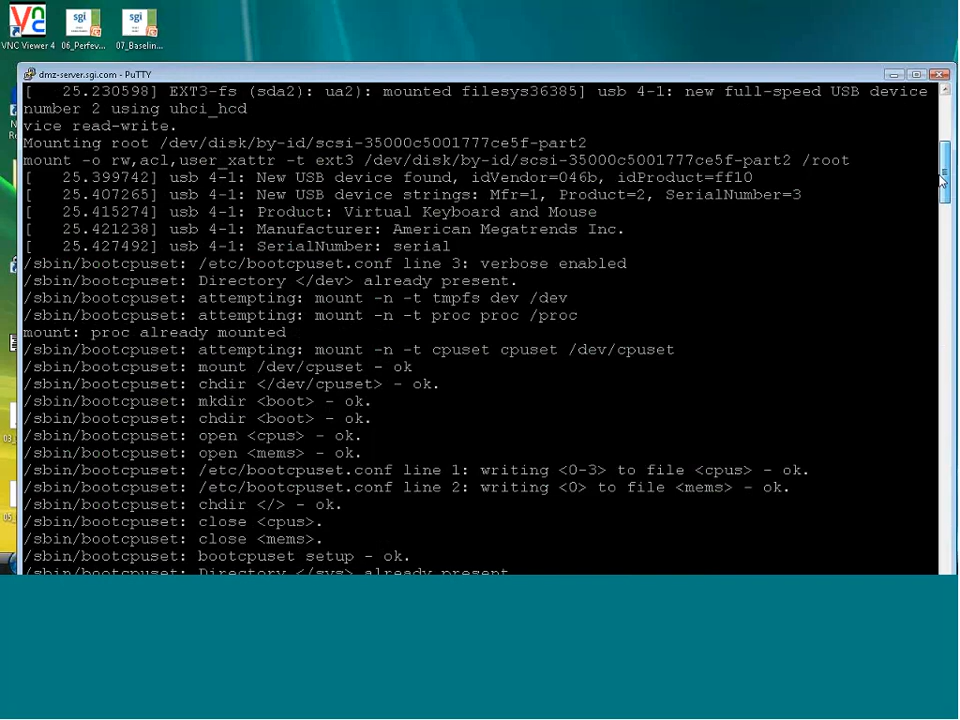 sgi
sgi
VNC Viewer 4
06_Perfev...
07_Baselin...
dmz-server.sgi.com - PuTTY
[   25.230598] EXT3-fs (sda2): ua2): mounted filesys36385] usb 4-1: new full-speed USB device
number 2 using uhci_hcd
vice read-write.
Mounting root /dev/disk/by-id/scsi-35000c5001777ce5f-part2
mount -o rw,acl,user_xattr -t ext3 /dev/disk/by-id/scsi-35000c5001777ce5f-part2 /root
[   25.399742] usb 4-1: New USB device found, idVendor=046b, idProduct=ff10
[   25.407265] usb 4-1: New USB device strings: Mfr=1, Product=2, SerialNumber=3
[   25.415274] usb 4-1: Product: Virtual Keyboard and Mouse
[   25.421238] usb 4-1: Manufacturer: American Megatrends Inc.
[   25.427492] usb 4-1: SerialNumber: serial
/sbin/bootcpuset: /etc/bootcpuset.conf line 3: verbose enabled
/sbin/bootcpuset: Directory </dev> already present.
/sbin/bootcpuset: attempting: mount -n -t tmpfs dev /dev
/sbin/bootcpuset: attempting: mount -n -t proc proc /proc
mount: proc already mounted
/sbin/bootcpuset: attempting: mount -n -t cpuset cpuset /dev/cpuset
/sbin/bootcpuset: mount /dev/cpuset - ok
/sbin/bootcpuset: chdir </dev/cpuset> - ok.
/sbin/bootcpuset: mkdir <boot> - ok.
/sbin/bootcpuset: chdir <boot> - ok.
/sbin/bootcpuset: open <cpus> - ok.
/sbin/bootcpuset: open <mems> - ok.
/sbin/bootcpuset: /etc/bootcpuset.conf line 1: writing <0-3> to file <cpus> - ok.
/sbin/bootcpuset: /etc/bootcpuset.conf line 2: writing <0> to file <mems> - ok.
/sbin/bootcpuset: chdir </> - ok.
/sbin/bootcpuset: close <cpus>.
/sbin/bootcpuset: close <mems>.
/sbin/bootcpuset: bootcpuset setup - ok.
/sbin/bootcpuset: Directory </sys> already present